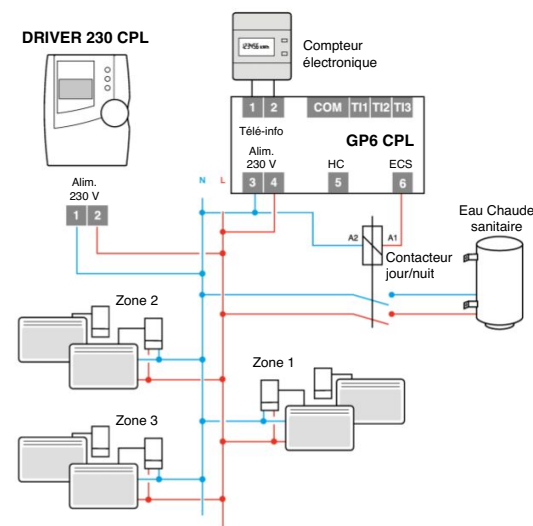 DRIVER 230 CPL
Compteur
électronique
1 2 COM TI1 TI2 TI3
Télé-info
GP6 CPL
Alim.
230 V
HC
ECS
3 4 5 6
N L
Alim.
230 V
1 2
A2 A1
Contacteur
jour/nuit
Eau Chaude
sanitaire
Zone 2
Zone 1
Zone 3